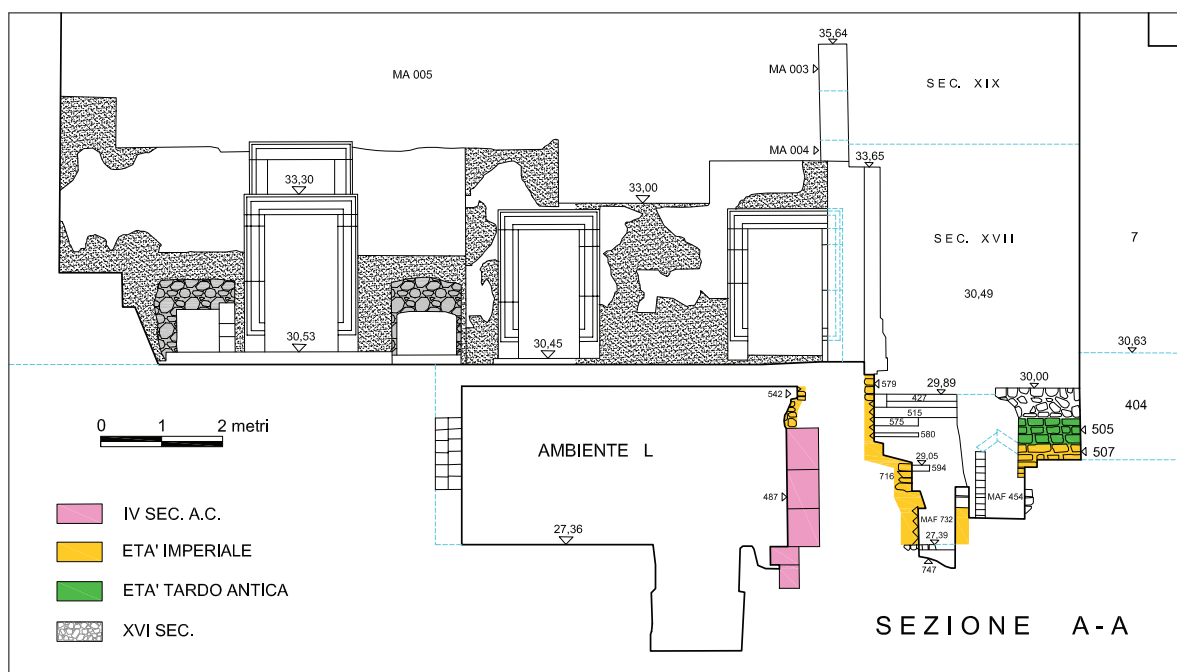 35,64
MA 005
MA 003
SEC. XIX
MA 004
33,65
33,30
33,00
SEC. XVII
7
30,49
30,53
30,45
30,63
579
29,89
30,00
542
427
404
515
0 1 2 metri
575
505
580
AMBIENTE L
507
29,05
594
716
487
MAF 454
IV SEC. A.C.
MAF 732
27,36
27,39
ETA' IMPERIALE
747
ETA' TARDO ANTICA
XVI SEC.
SEZIONE A-A